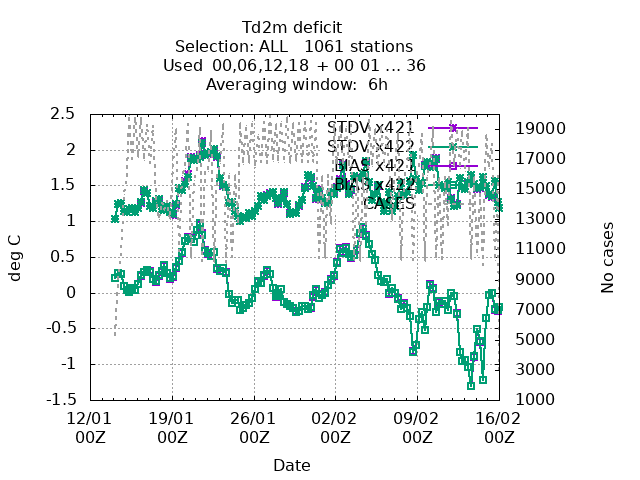 Td2m deficit
Selection: ALL   1061 stations
Used  00,06,12,18  + 00 01 ... 36
Averaging window:  6h
2.5
2
1.5
1
0.5
0
-0.5
-1
-1.5
deg C
STDV x421
STDV x422
BIAS x421
BIAS x422
CASES
19000
17000
15000
13000
11000
9000
7000
5000
3000
1000
No cases
12/01 19/01 26/01 02/02 09/02 16/02
00Z 00Z 00Z 00Z 00Z 00Z
Date